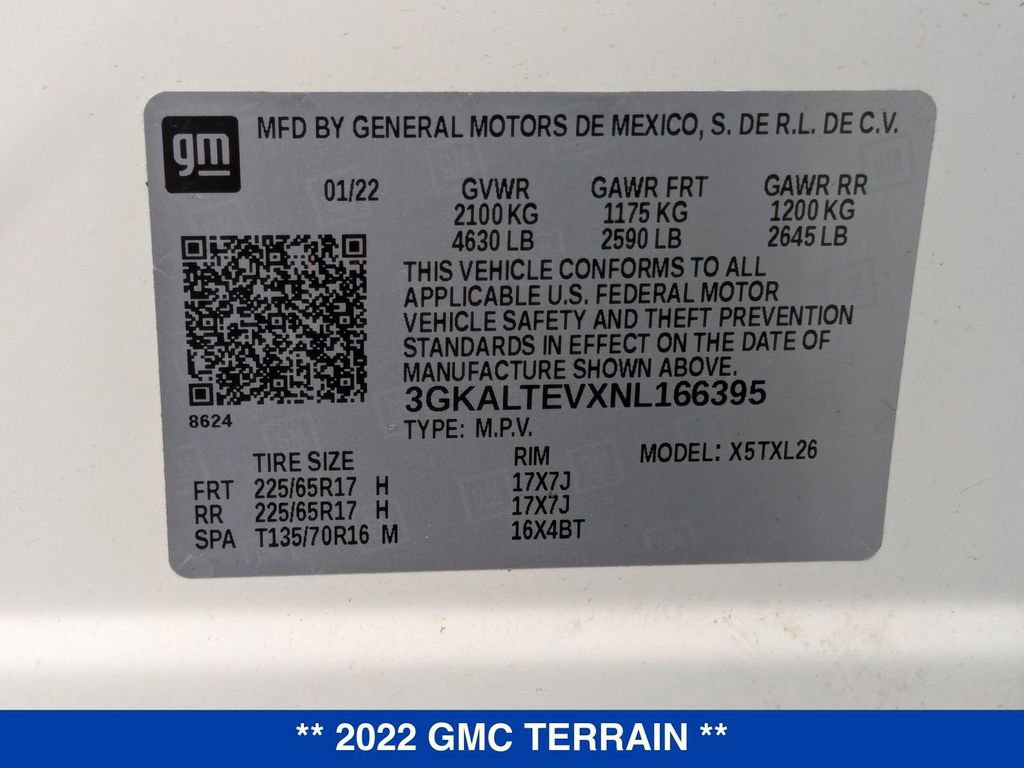 gm
MFD BY GENERAL MOTORS DE MEXICO, S. DE R.L. DE C.V.
01/22 GVWR GAWR FRT GAWR RR
2100 KG 1175 KG 1200 KG
4630 LB 2590 LB 2645 LB
THIS VEHICLE CONFORMS TO ALL
APPLICABLE U.S. FEDERAL MOTOR
VEHICLE SAFETY AND THEFT PREVENTION
STANDARDS IN EFFECT ON THE DATE OF
MANUFACTURE SHOWN ABOVE.
3GKALTEVXNL166395
8624
TYPE: M.P.V.
TIRE SIZE RIM MODEL: X5TXL26
FRT 225/65R17 H 17X7J
RR 225/65R17 H 17X7J
SPA T135/70R16 M 16X4BT
** 2022 GMC TERRAIN **